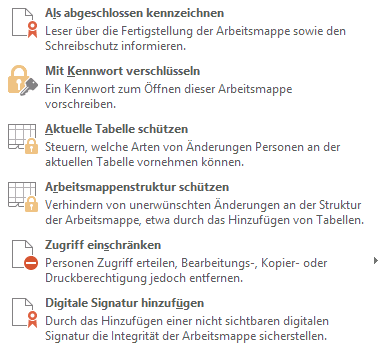 Als abgeschlossen kennzeichnen
Leser über die Fertigstellung der Arbeitsmappe sowie den
Schreibschutz informieren.
Mit Kennwort verschlüsseln
Ein Kennwort zum Öffnen dieser Arbeitsmappe
vorschreiben.
Aktuelle Tabelle schützen
Steuern, welche Arten von Änderungen Personen an der
aktuellen Tabelle vornehmen können.
Arbeitsmappenstruktur schützen
Verhindern von unerwünschten Änderungen an der Struktur
der Arbeitsmappe, etwa durch das Hinzufügen von Tabellen.
Zugriff einschränken
Personen Zugriff erteilen, Bearbeitungs-, Kopier- oder
Druckberechtigung jedoch entfernen.
Digitale Signatur hinzufügen
Durch das Hinzufügen einer nicht sichtbaren digitalen
Signatur die Integrität der Arbeitsmappe sicherstellen.